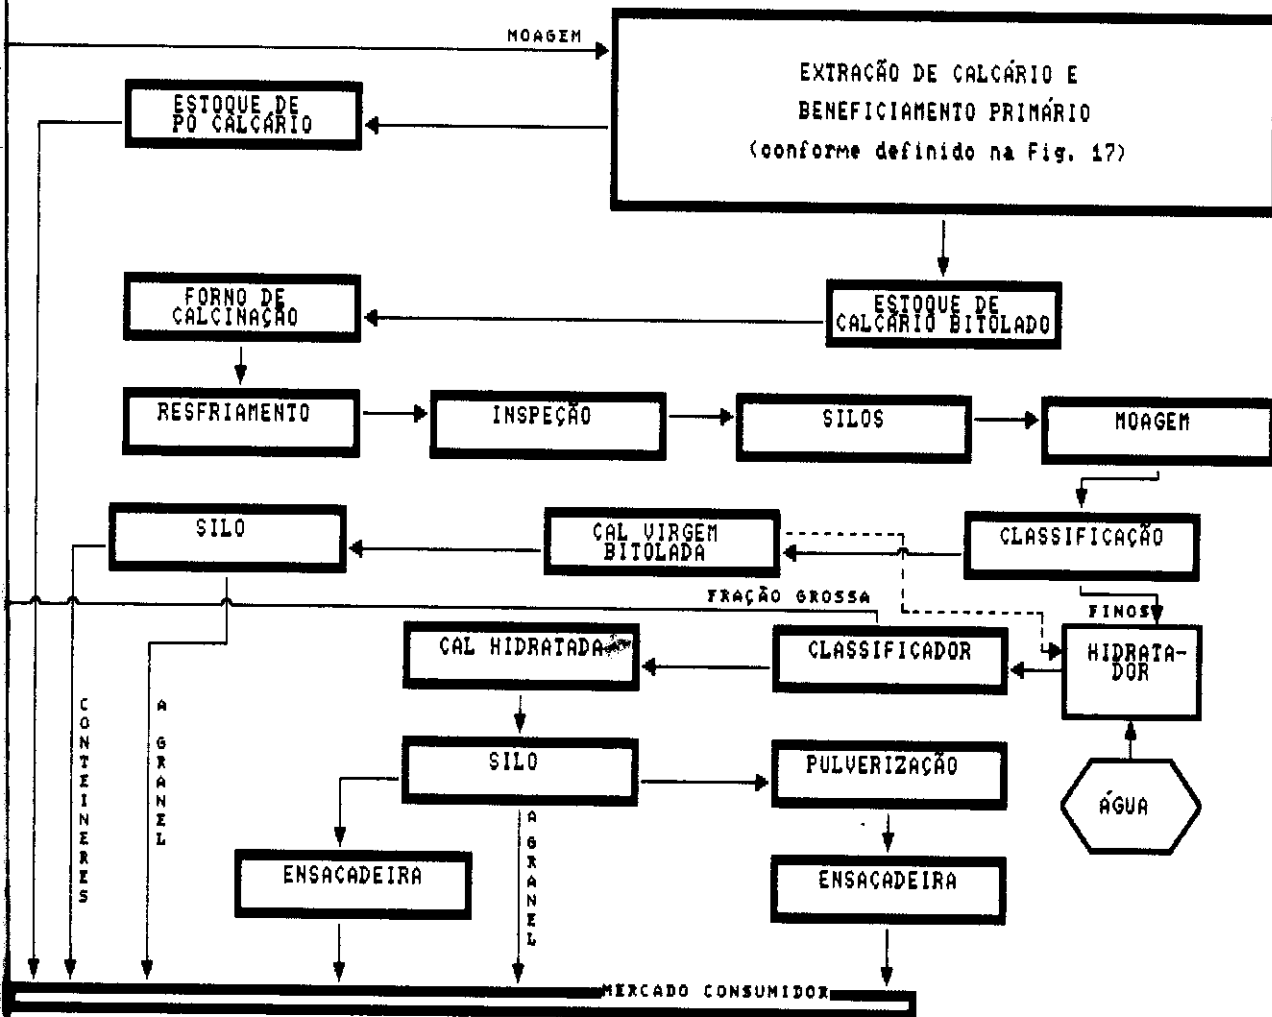 MOAGEM
EXTRAÇÃO DE CALCÁRIO E
BENEFICIAMENTO PRIMÁRIO
(conforme definido na Fig. 17)
ESTOQUE DE
PO CALCÁRIO
FORNO DE
CALCINAÇÃO
ESTOQUE DE
CALCÁRIO BITOLADO
RESFRIAMENTO
INSPEÇÃO
SILOS
MOAGEM
SILO
CAL VIRGEM
BITOLADA
CLASSIFICAÇÃO
FRAÇÃO GROSSA
FINOS
CAL HIDRATADA
CLASSIFICADOR
HIDRATA-
DOR
CONTEINERES
A GRANEL
SILO
PULVERIZAÇÃO
ÁGUA
A GRANEL
ENSACADEIRA
ENSACADEIRA
MERCADO CONSUMIDOR